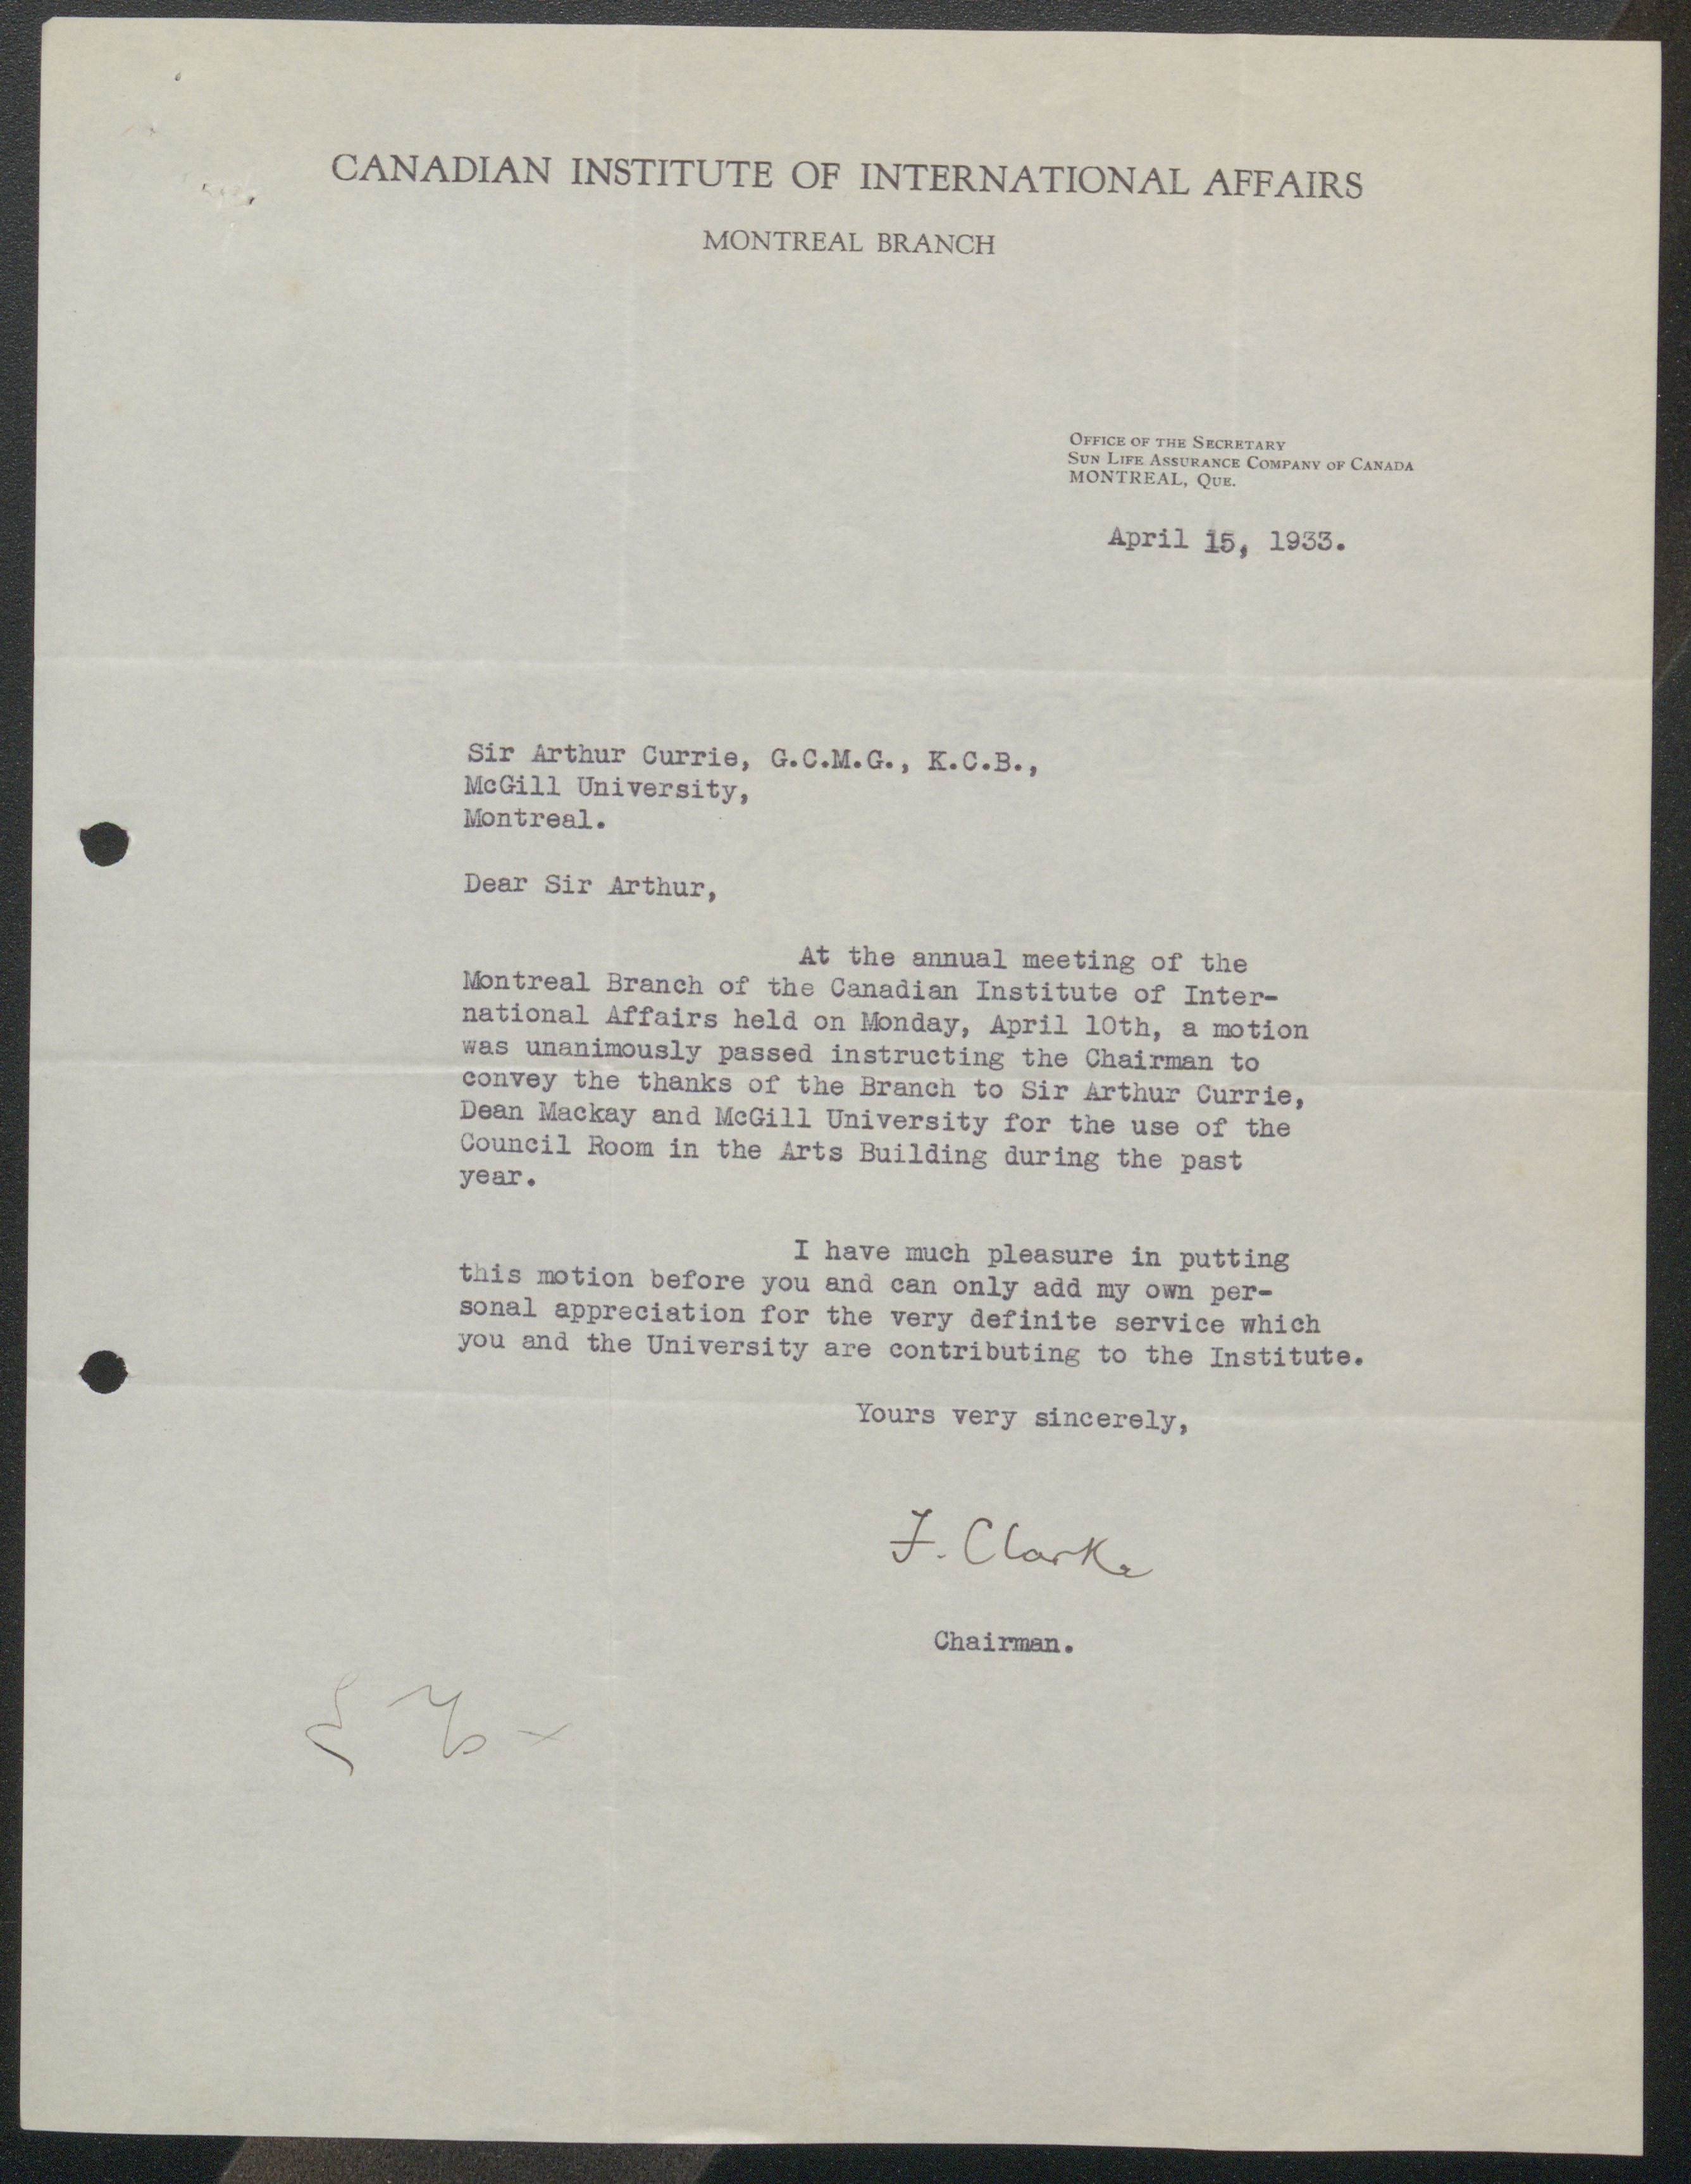 CANADIAN INSTITUTE OF INTERNATIONAL AFFAIRS
MONTREAL BRANCH
OFFICE OF THE SECRETARY
SUN LIFE ASSURANCE COMPANY OF CANADA
MONTREAL, QUE.
April 15, 1933.
Sir Arthur Currie, G.C.M.G., K.C.B.,
McGill University,
Montreal.
Dear Sir Arthur,
At the annual meeting of the
Montreal Branch of the Canadian Institute of Inter-
national Affairs held on Monday, April 10th, a motion
was unanimously passed instructing the Chairman to
convey the thanks of the Branch to Sir Arthur Currie,
Dean Mackay and McGill University for the use of the
Council Room in the Arts Building during the past
year.
I have much pleasure in putting
this motion before you and can only add my own per-
sonal appreciation for the very definite service which
you and the University are contributing to the Institute.
Yours very sincerely,
F. Clarke
Chairman.